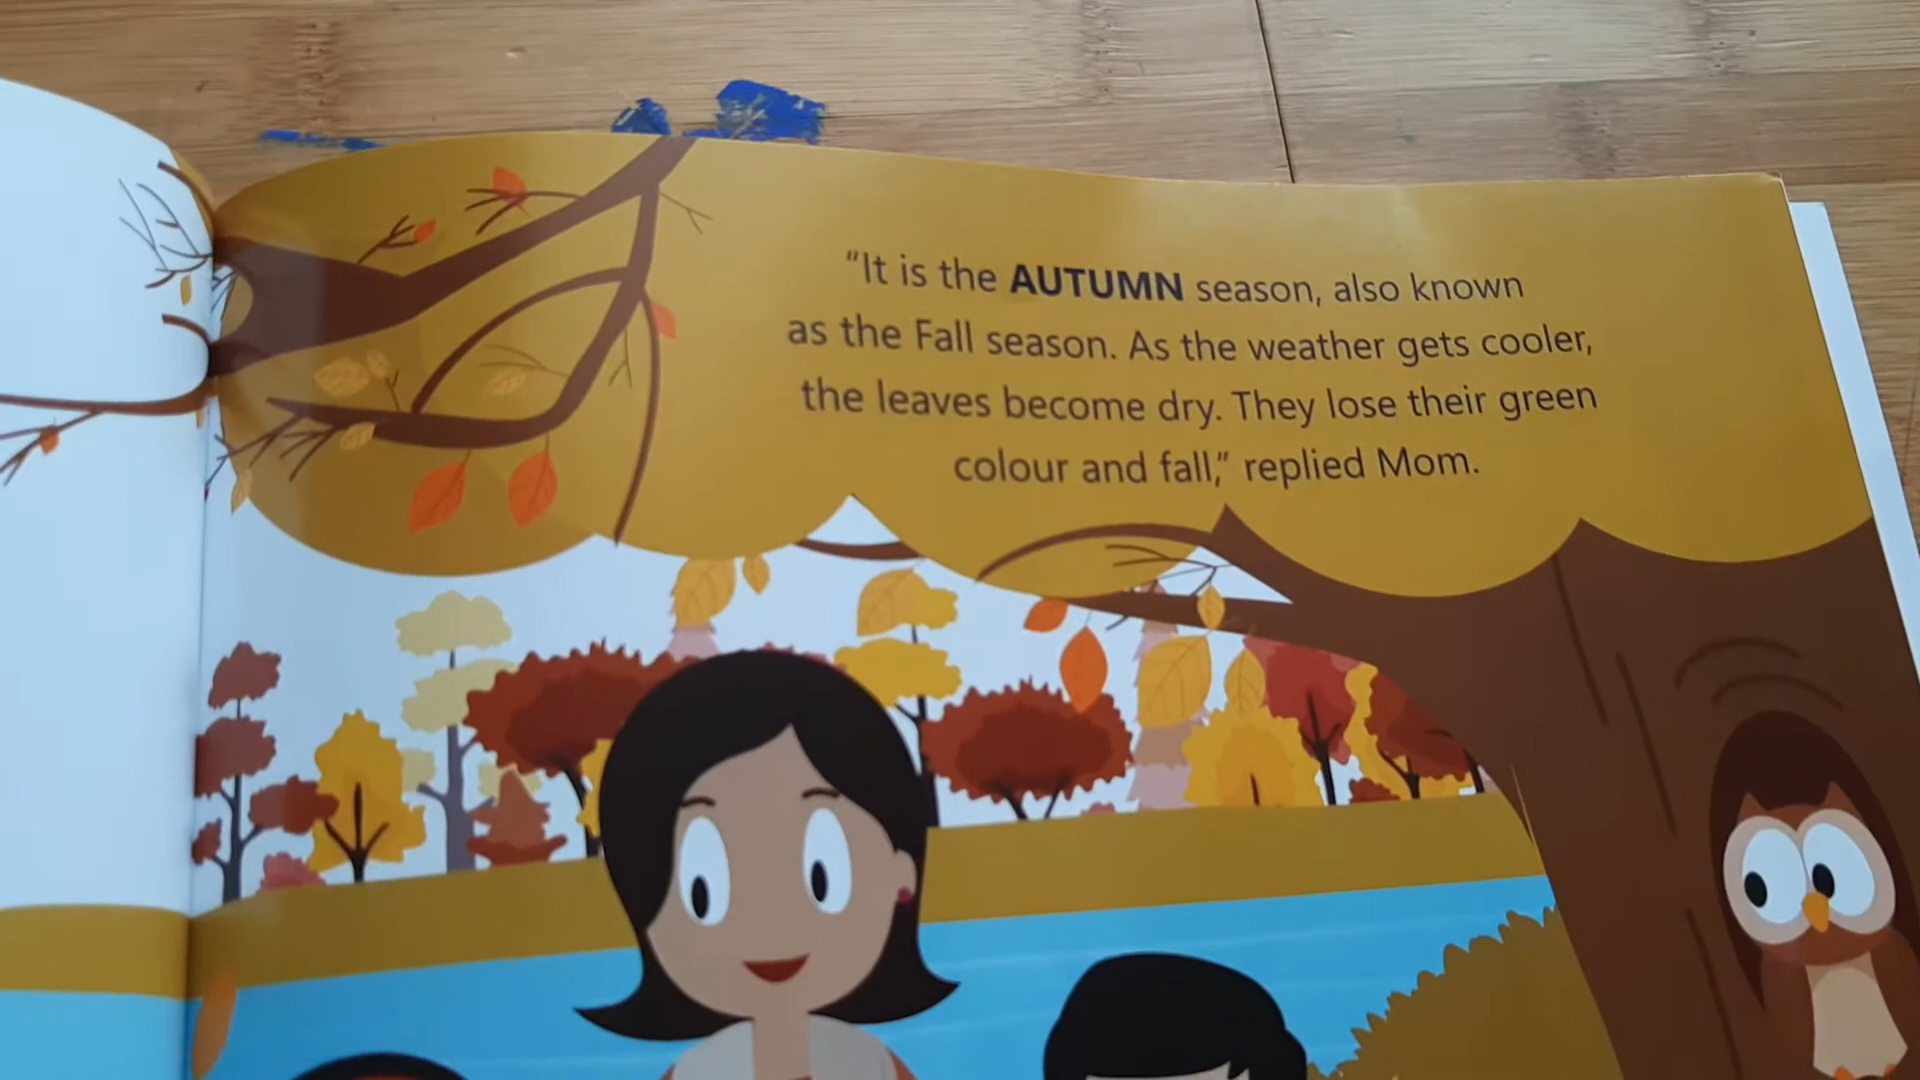 “It is the AUTUMN season, also known
as the Fall season. As the weather gets cooler,
the leaves become dry. They lose their green
colour and fall,” replied Mom.